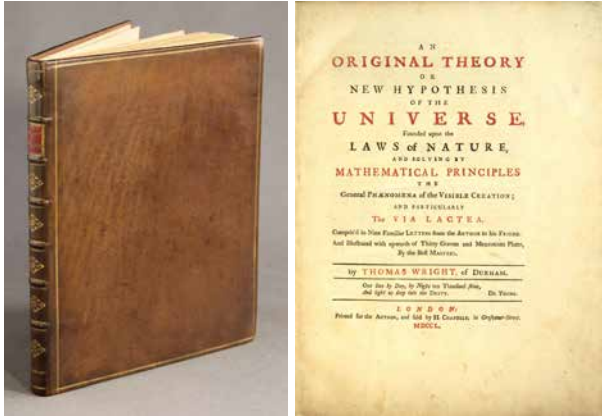 AN
ORIGINAL THEORY
OR
NEW HYPOTHESIS
OF THE
UNIVERSE,
Founded upon the
LAWS of NATURE,
AND SOLVING BY
MATHEMATICAL PRINCIPLES
THE
General PHÆNOMENA of the VISIBLE CREATION;
AND PARTICULARLY
The VIA LACTEA.
Compris'd in Nine Familiar LETTERS from the AUTHOR to his FRIEND.
And Illustrated with upwards of Thirty Graven and Mezzotinto Plates,
By the Best MASTERS.
by THOMAS WRIGHT, of DURHAM.
One Sun by Day, by Night ten Thousand shine,
And light us deep into the DEITY. DR. YOUNG.
LONDON:
Printed for the AUTHOR, and sold by H. CHAPELLE, in Grosvenor-Street.
MDCCL.